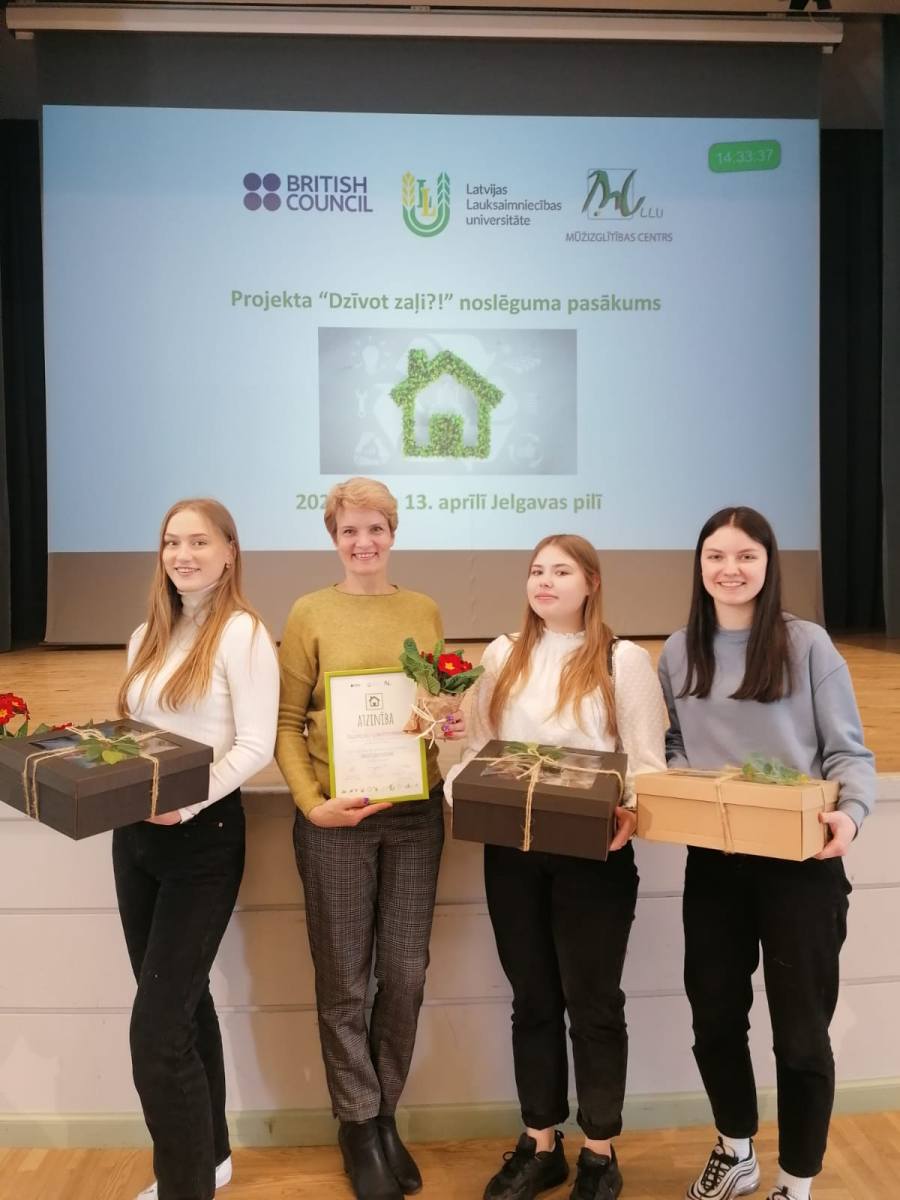 14:33:37
BRITISH
COUNCIL
Latvijas
Lauksaimniecības
universitāte
LLU
MŪŽIZGLĪTĪBAS CENTRS
Projekta “Dzīvot zaļi?!” noslēguma pasākums
13. aprīlī Jelgavas pilī
ATZINĪBA